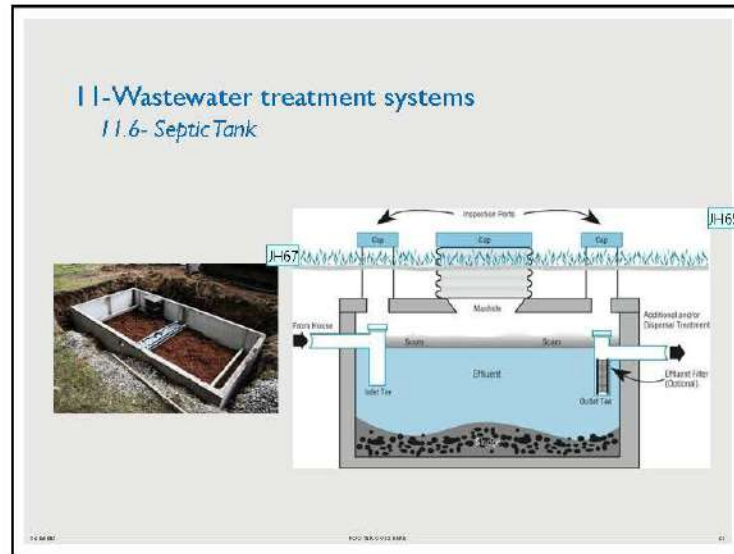 11-Wastewater treatment systems
11.6- Septic Tank
Inspection Ports
JH65
Cap
Cap
Cap
JH67
Manhole
From House
Additional and/or
Dispersal Treatment
Scum
Scum
Effluent
Effluent Filter
(Optional)
Inlet Tee
Outlet Tee